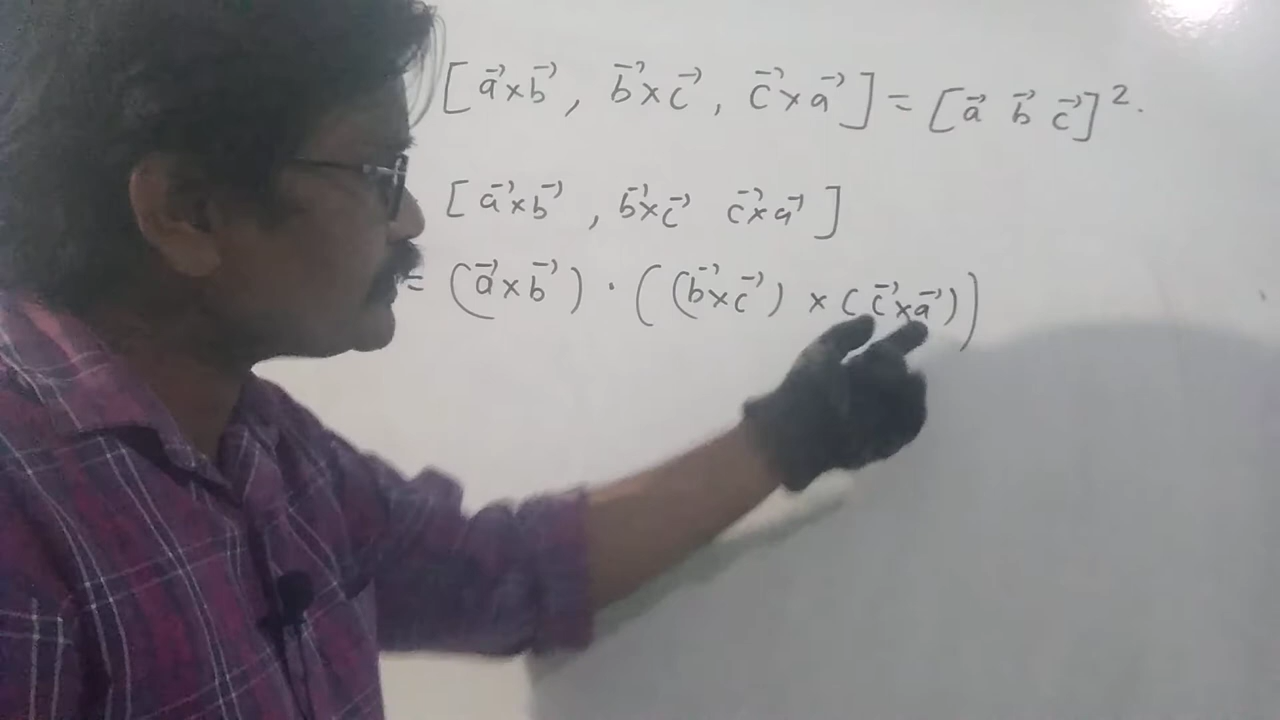 [a⃗×b⃗, b⃗×c⃗, c⃗×a⃗] = [a⃗ b⃗ c⃗]².
[a⃗×b⃗, b⃗×c⃗ c⃗×a⃗]
= (a⃗×b⃗) · ((b⃗×c⃗) × (c⃗×a⃗))